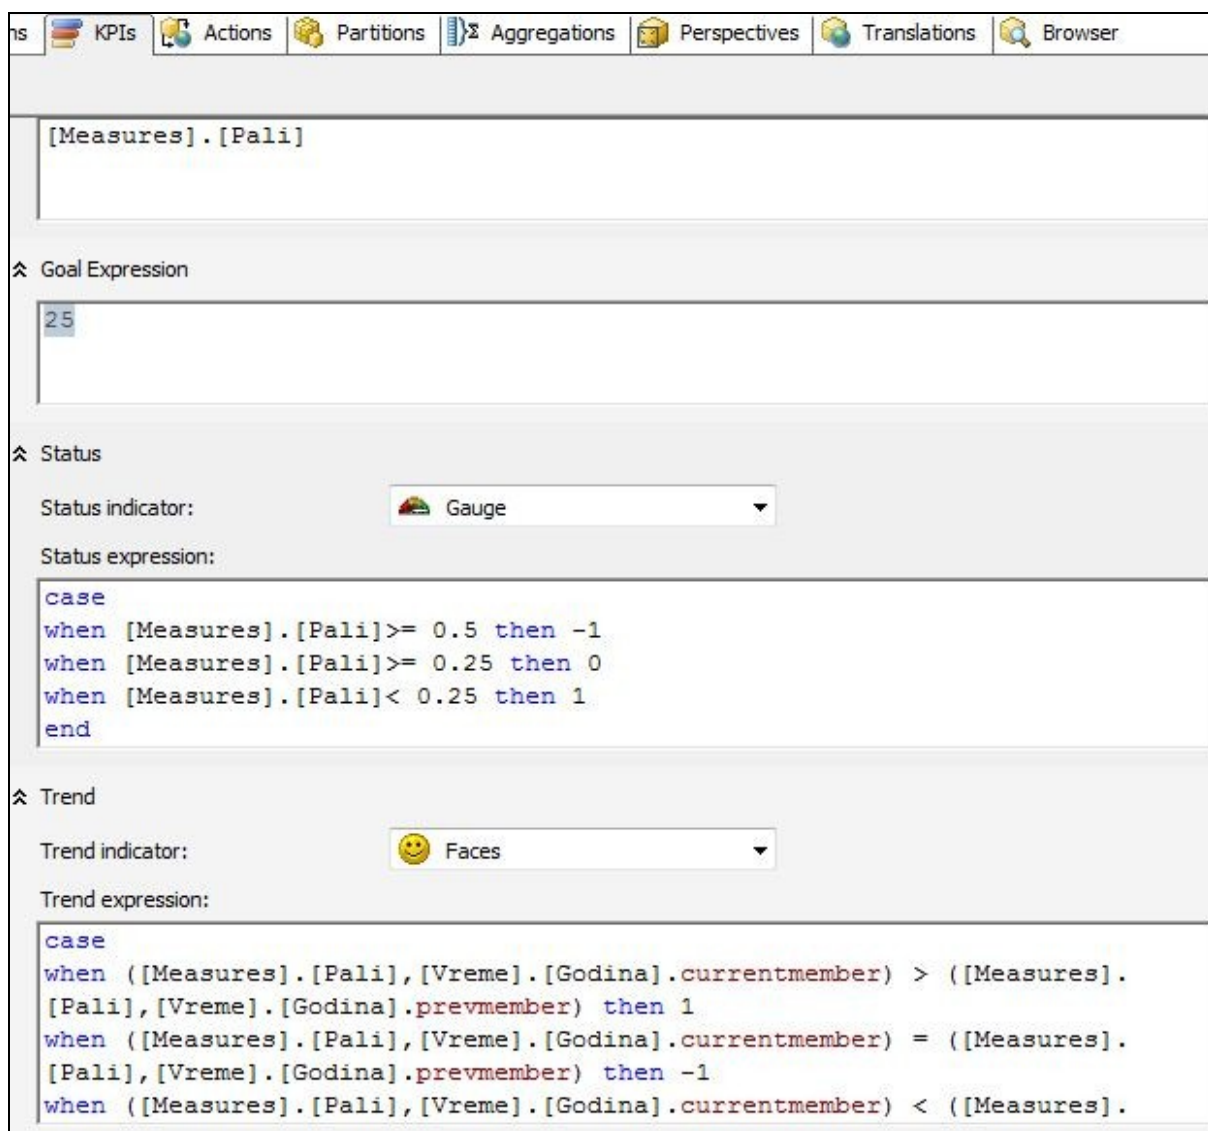 ns KPIs Actions Partitions Aggregations Perspectives Translations Browser
[Measures].[Pali]
Goal Expression
25
Status
Status indicator: Gauge
Status expression:
case
when [Measures].[Pali]>= 0.5 then -1
when [Measures].[Pali]>= 0.25 then 0
when [Measures].[Pali]< 0.25 then 1
end
Trend
Trend indicator: Faces
Trend expression:
case
when ([Measures].[Pali],[Vreme].[Godina].currentmember) > ([Measures].
[Pali],[Vreme].[Godina].prevmember) then 1
when ([Measures].[Pali],[Vreme].[Godina].currentmember) = ([Measures].
[Pali],[Vreme].[Godina].prevmember) then -1
when ([Measures].[Pali],[Vreme].[Godina].currentmember) < ([Measures].